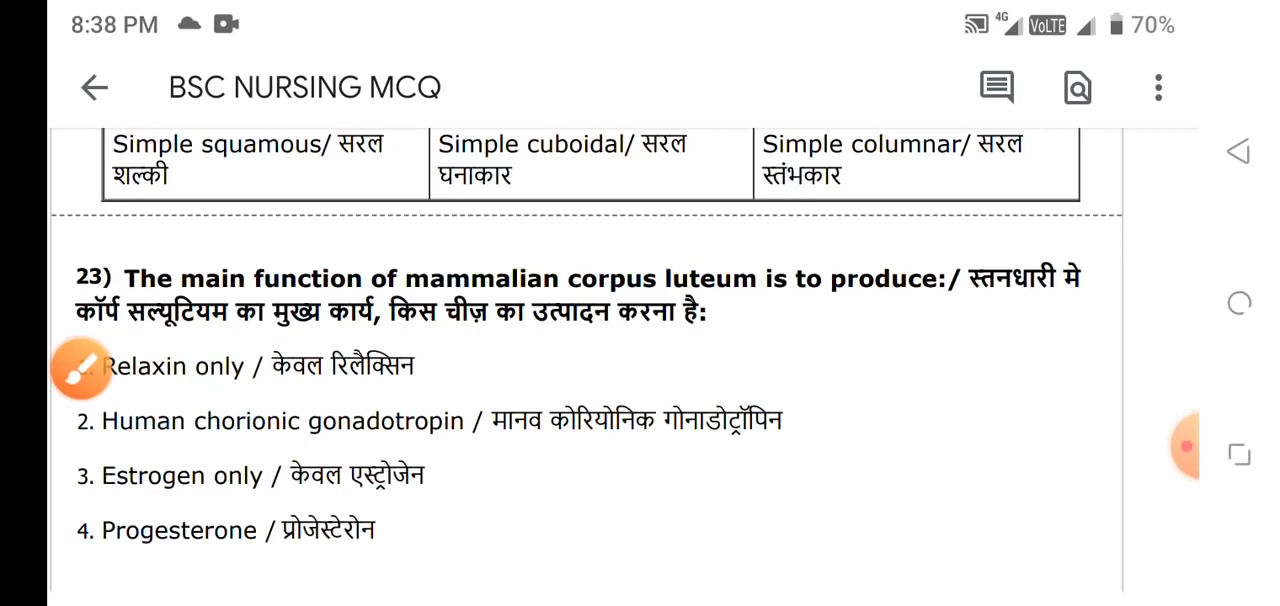 8:38 PM 4G VoLTE 70%
BSC NURSING MCQ
Simple squamous/ सरल Simple cuboidal/ सरल Simple columnar/ सरल
शल्की घनाकार स्तंभकार
23) The main function of mammalian corpus luteum is to produce:/ स्तनधारी मे
कॉर्प सल्यूटियम का मुख्य कार्य, किस चीज़ का उत्पादन करना है:
Relaxin only / केवल रिलैक्सिन
2. Human chorionic gonadotropin / मानव कोरियोनिक गोनाडोट्रॉपिन
3. Estrogen only / केवल एस्ट्रोजेन
4. Progesterone / प्रोजेस्टेरोन